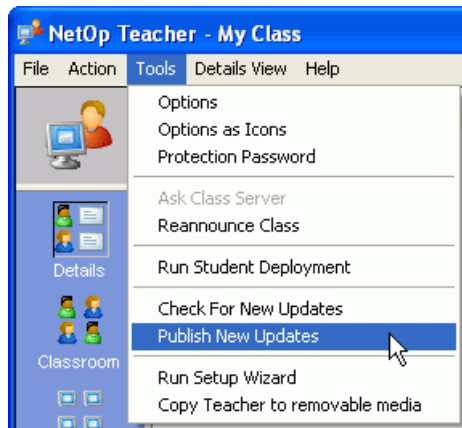 NetOp Teacher - My Class
File Action Tools Details View Help
Options
Options as Icons
Protection Password
Ask Class Server
Reannounce Class
Run Student Deployment
Check For New Updates
Publish New Updates
Run Setup Wizard
Copy Teacher to removable media
Details
Classroom